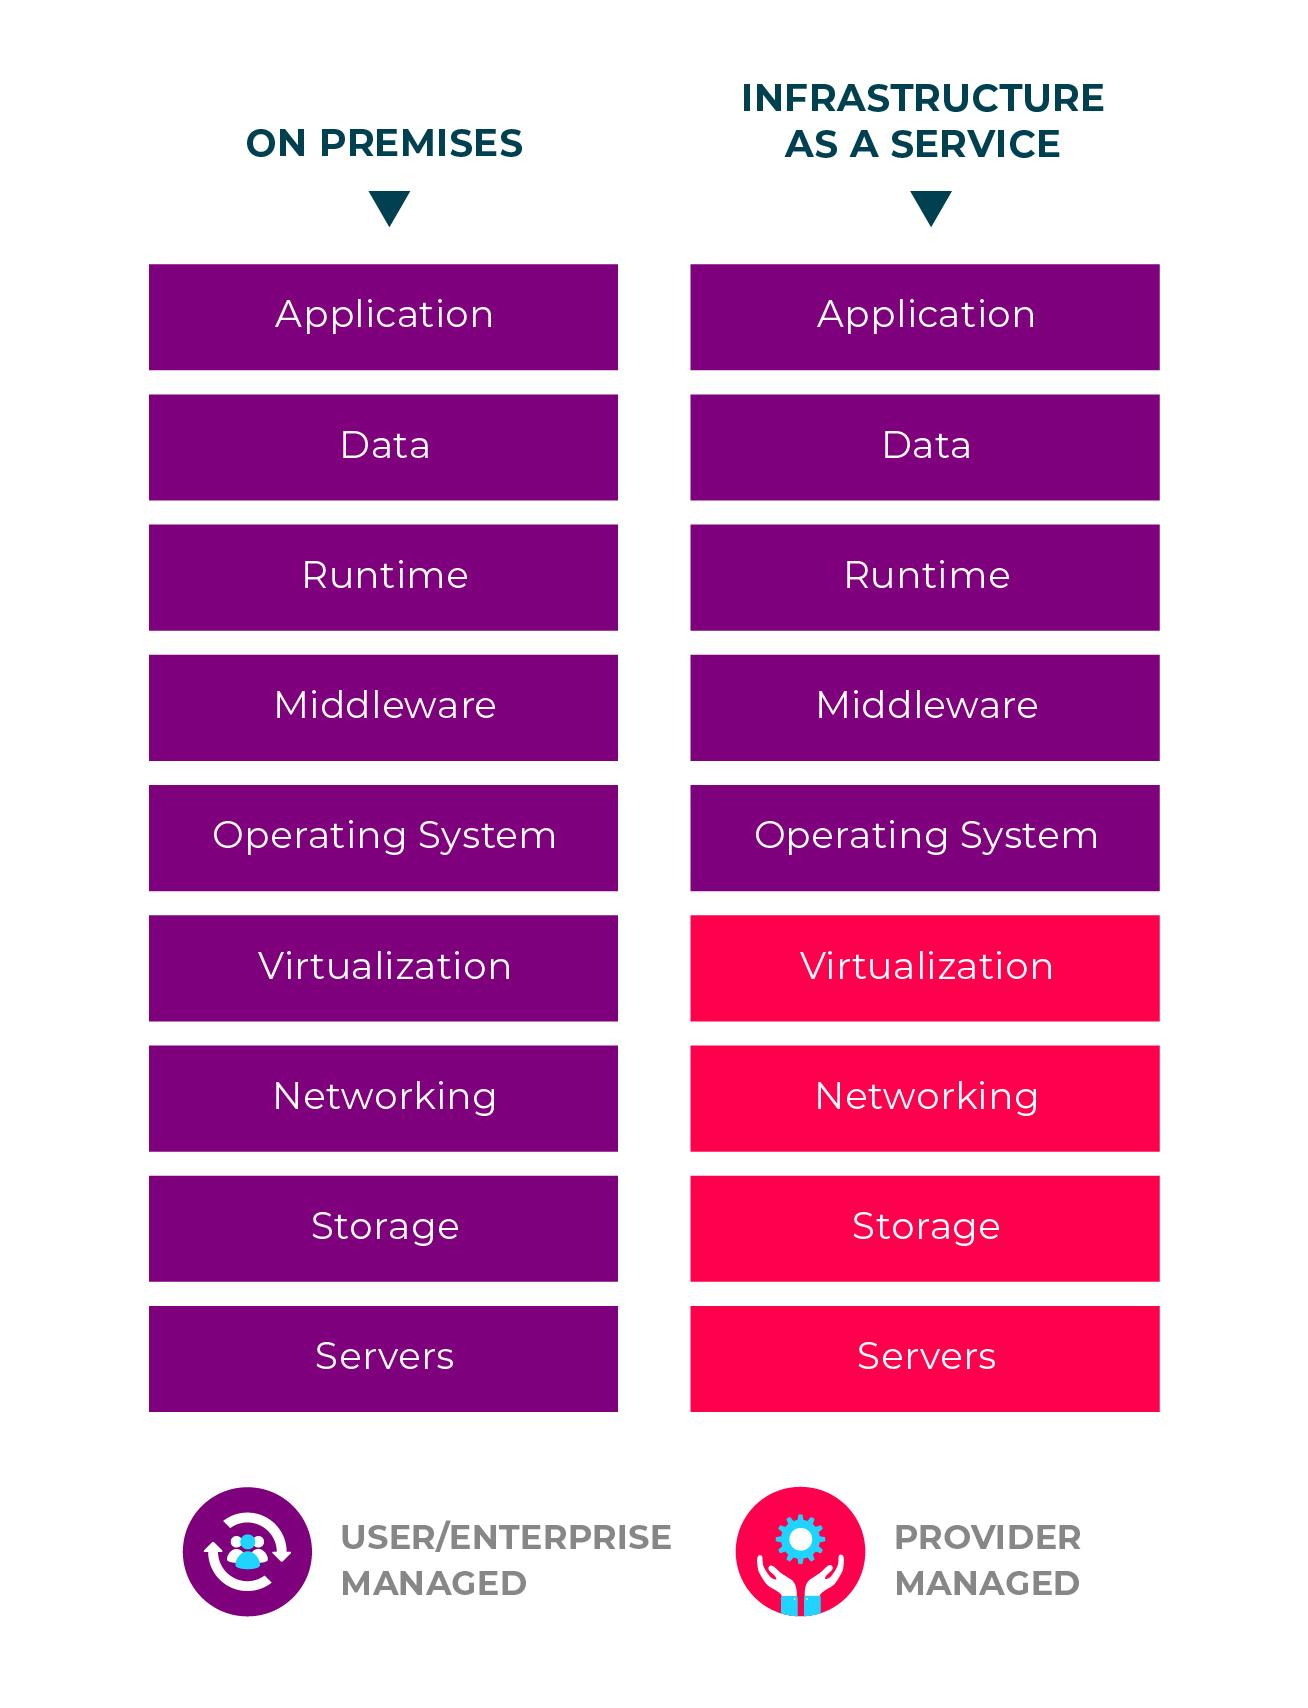 ON PREMISES
Application
Data
Runtime
Middleware
Operating System
Virtualization
Networking
Storage
Servers
INFRASTRUCTURE
AS A SERVICE
Application
Data
Runtime
Middleware
Operating System
Virtualization
Networking
Storage
Servers
USER/ENTERPRISE
MANAGED
PROVIDER
MANAGED